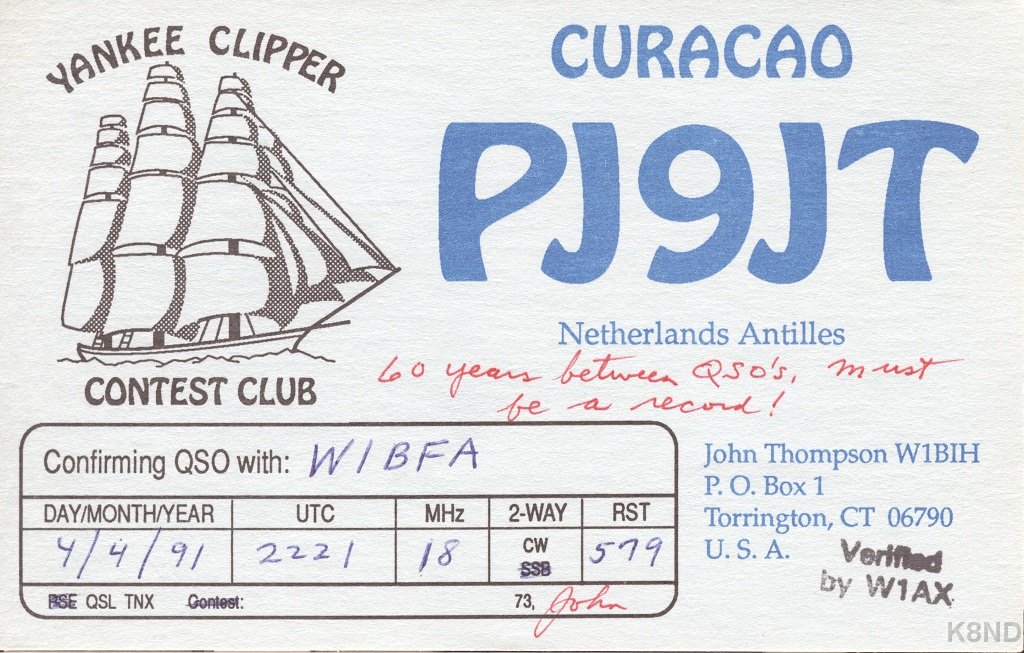 YANKEE CLIPPER
CONTEST CLUB
CURACAO
PJ9JT
Netherlands Antilles
60 years between QSO's, must
be a record!
Confirming QSO with: W1BFA
DAY/MONTH/YEAR UTC MHz 2-WAY RST
4/4/91 2221 18 CW SSB 579
PSE QSL TNX Contest: 73, John
John Thompson W1BIH
P. O. Box 1
Torrington, CT 06790
U. S. A.
Verified
by W1AX
K8ND